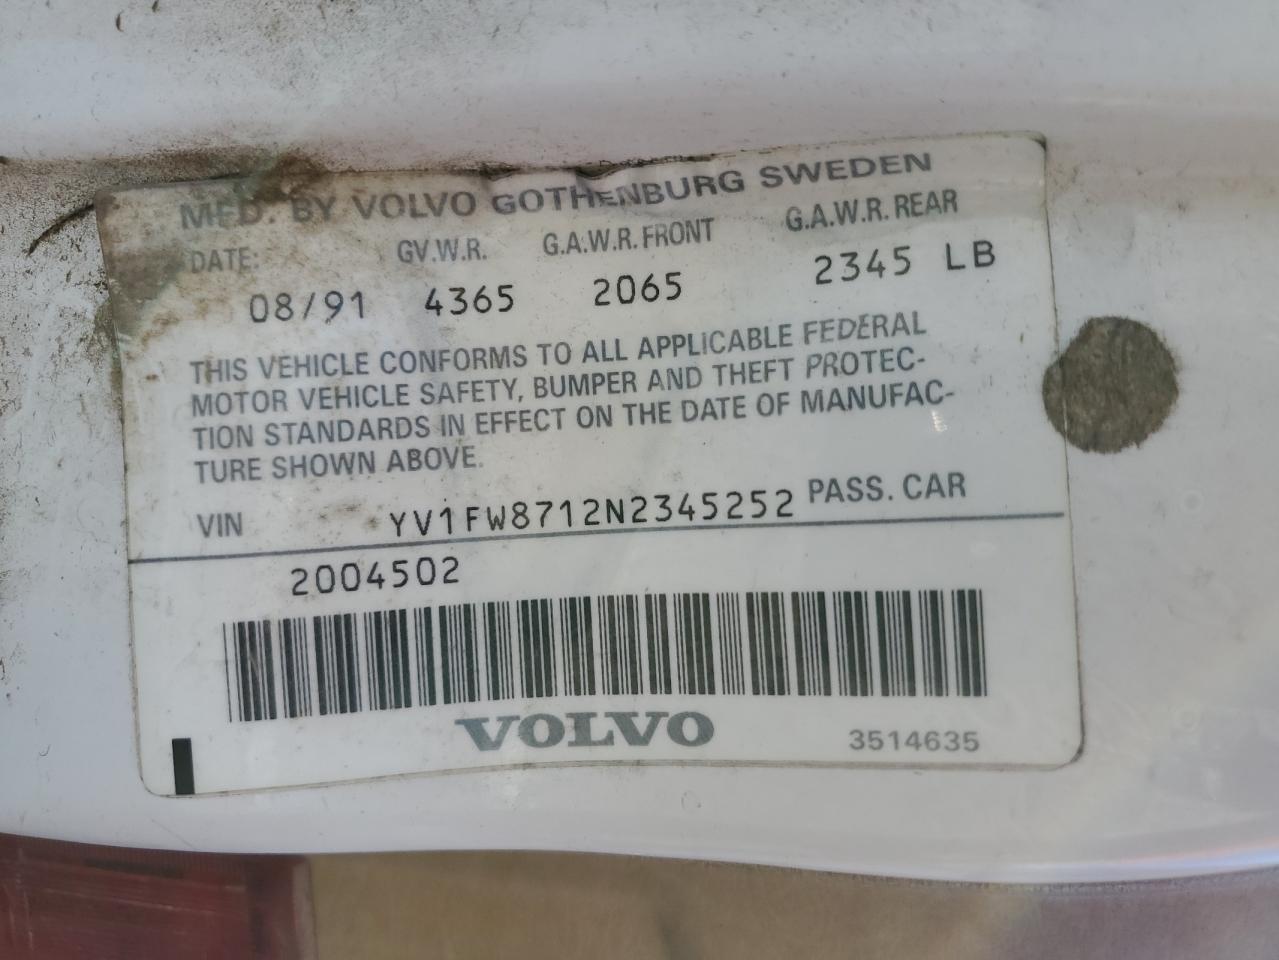 MFD. BY VOLVO GOTHENBURG SWEDEN
DATE: GV.W.R. G.A.W.R. FRONT G.A.W.R. REAR
08/91 4365 2065 2345 LB
THIS VEHICLE CONFORMS TO ALL APPLICABLE FEDERAL
MOTOR VEHICLE SAFETY, BUMPER AND THEFT PROTEC-
TION STANDARDS IN EFFECT ON THE DATE OF MANUFAC-
TURE SHOWN ABOVE.
VIN YV1FW8712N2345252 PASS. CAR
2004502
VOLVO
3514635